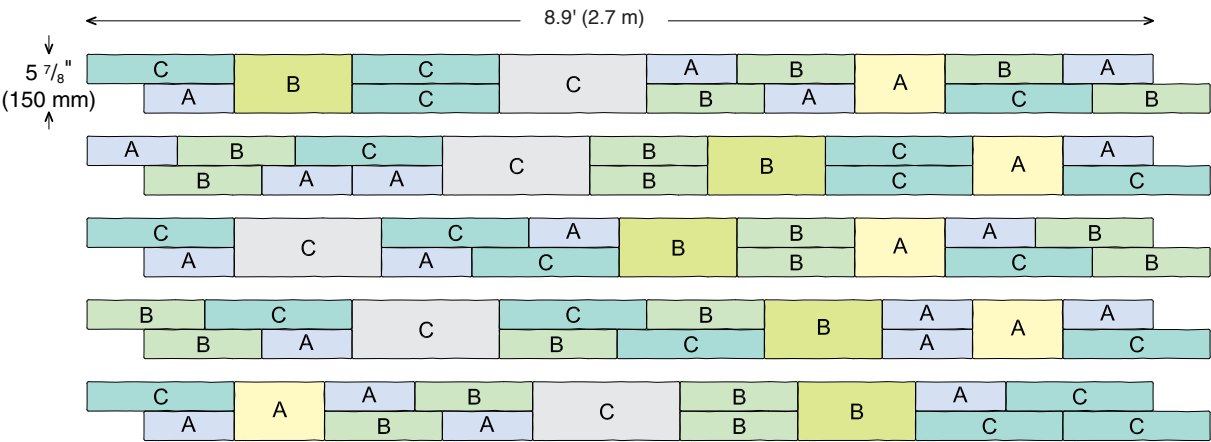 8.9' (2.7 m)
5 7/8"
(150 mm)
C B C C A B A B A
A C B A C B
A B C C B B C A A
B A A B C C
C C C A B B A A B
A A C B C B
B C C C B B A A A
A
B A B C C
C A A B C B B A C
A B A B C C